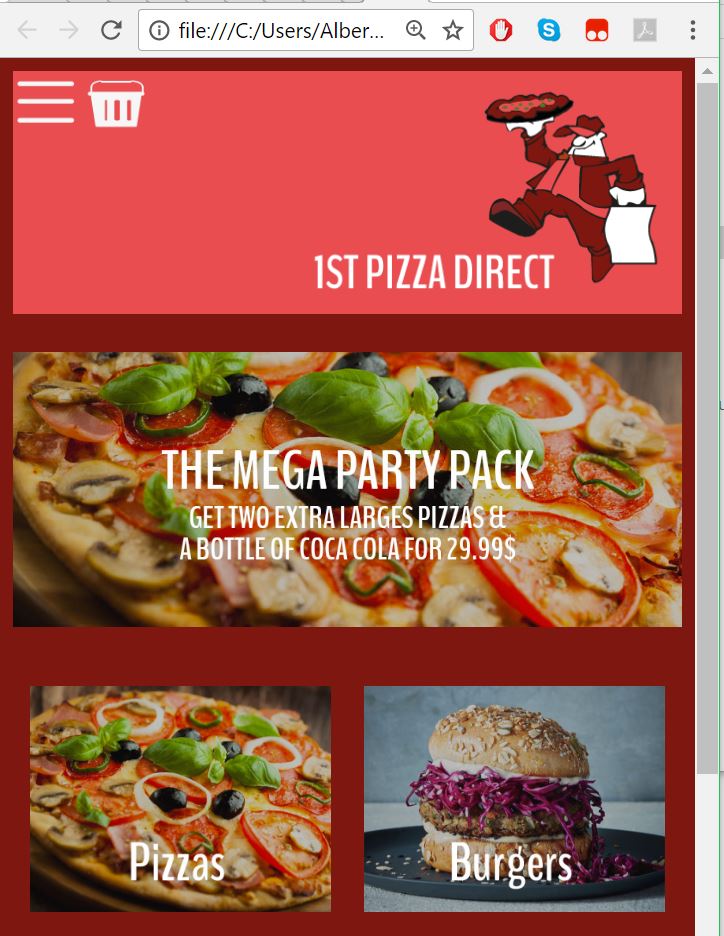 file:///C:/Users/Alber...
1ST PIZZA DIRECT
THE MEGA PARTY PACK
GET TWO EXTRA LARGES PIZZAS &
A BOTTLE OF COCA COLA FOR 29.99$
Pizzas
Burgers